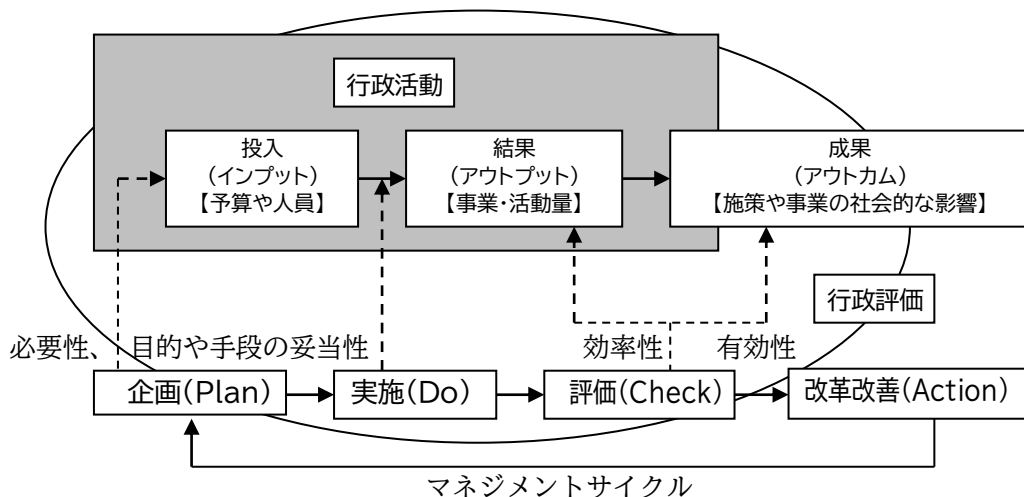 行政活動
投入
（インプット）
【予算や人員】
結果
（アウトプット）
【事業・活動量】
成果
（アウトカム）
【施策や事業の社会的な影響】
行政評価
必要性、 目的や手段の妥当性
効率性
有効性
企画(Plan)
実施(Do)
評価(Check)
改革改善(Action)
マネジメントサイクル